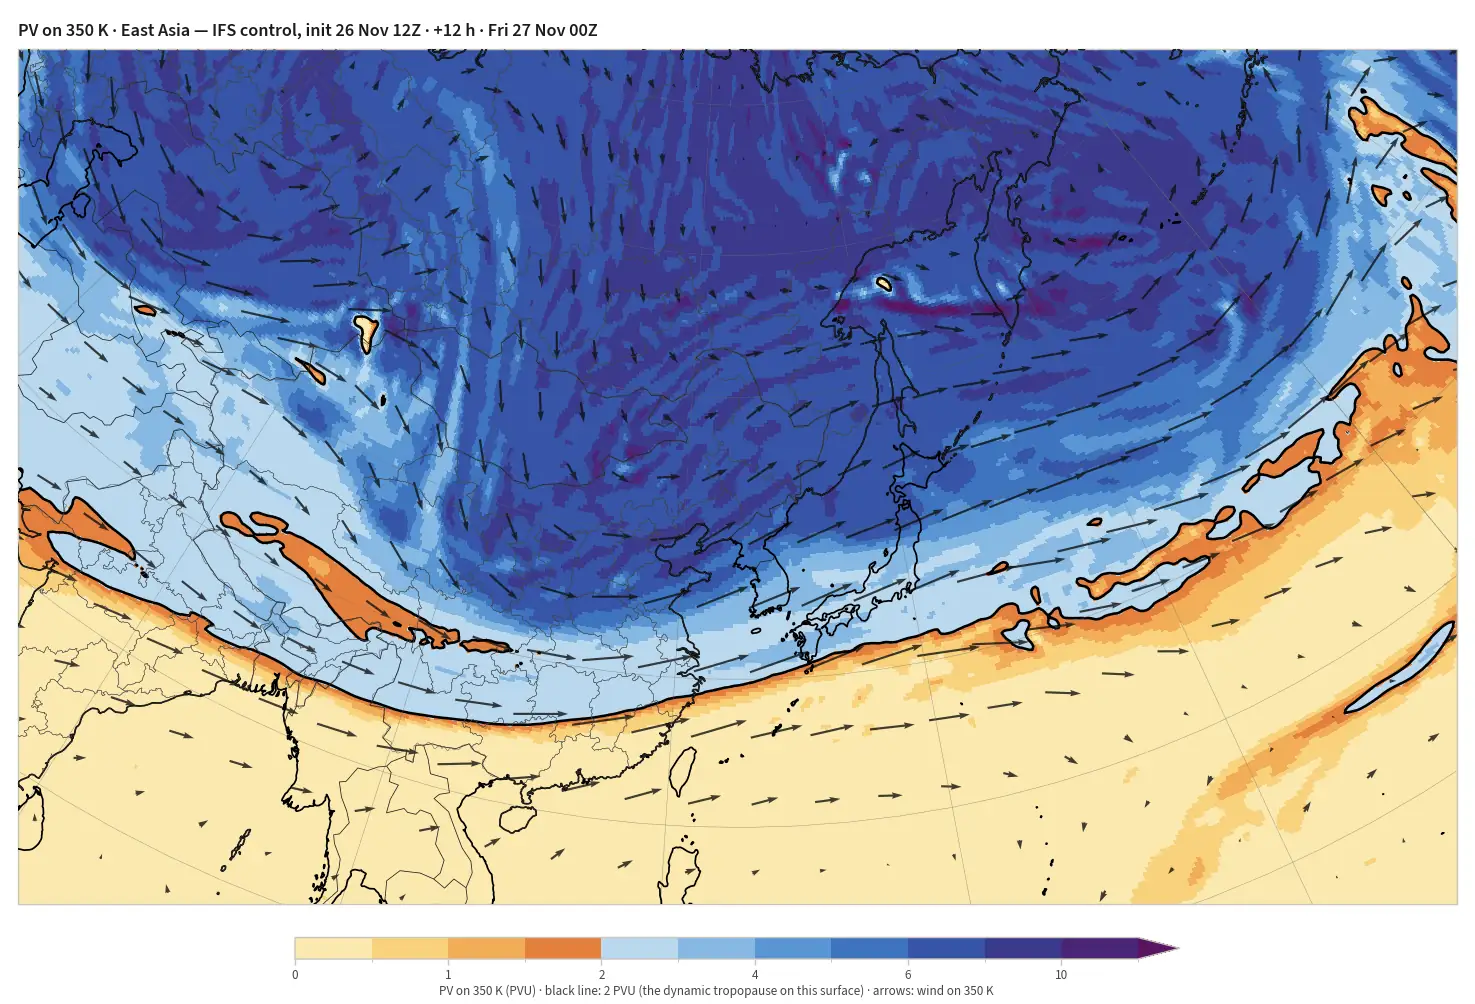 PV on 350 K · East Asia — IFS control, init 26 Nov 12Z · +12 h · Fri 27 Nov 00Z
0 1 2 4 6 10
PV on 350 K (PVU) · black line: 2 PVU (the dynamic tropopause on this surface) · arrows: wind on 350 K